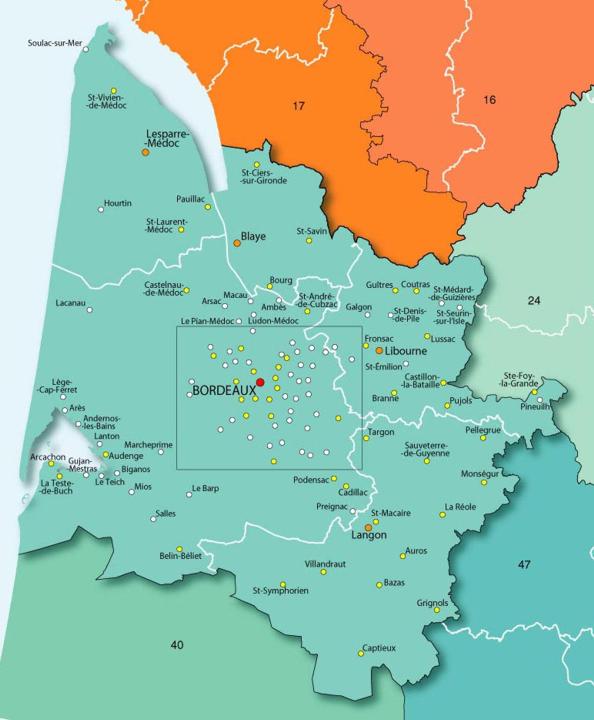 Soulac-sur-Mer
St-Vivien-
-de-Médoc
17
16
Lesparre-
-Médoc
St-Ciers-
-sur-Gironde
Hourtin
Pauillac
St-Laurent-
-Médoc
Blaye
St-Savin
Bourg
Castelnau-
-de-Médoc
Macau
Arsac
Ambès
St-André-
-de-Cubzac
Gultres
Coutras
St-Médard-
-de-Guizières
24
Lacanau
Galgon
St-Denis-
-de-Pile
St-Seurin-
-sur-l'Isle
Le Pian-Médoc
Ludon-Médoc
Fronsac
Lussac
Libourne
St-Émilion
Ste-Foy-
-la-Grande
Castillon-
-la-Bataille
BORDEAUX
Branne
Pujols
Pineuilh
Lège-
-Cap-Ferret
Arès
Andernos-
-les-Bains
Lanton
Marcheprime
Targon
Pellegrue
Audenge
Sauveterre-
-de-Guyenne
Arcachon
Gujan-
-Mestras
Biganos
Le Teich
La Teste-
-de-Buch
Mios
Le Barp
Podensac
Cadillac
Monségur
Preignac
St-Macaire
La Réole
Salles
Langon
Belin-Béliet
Auros
47
Villandraut
St-Symphorien
Bazas
Grignols
40
Captieux